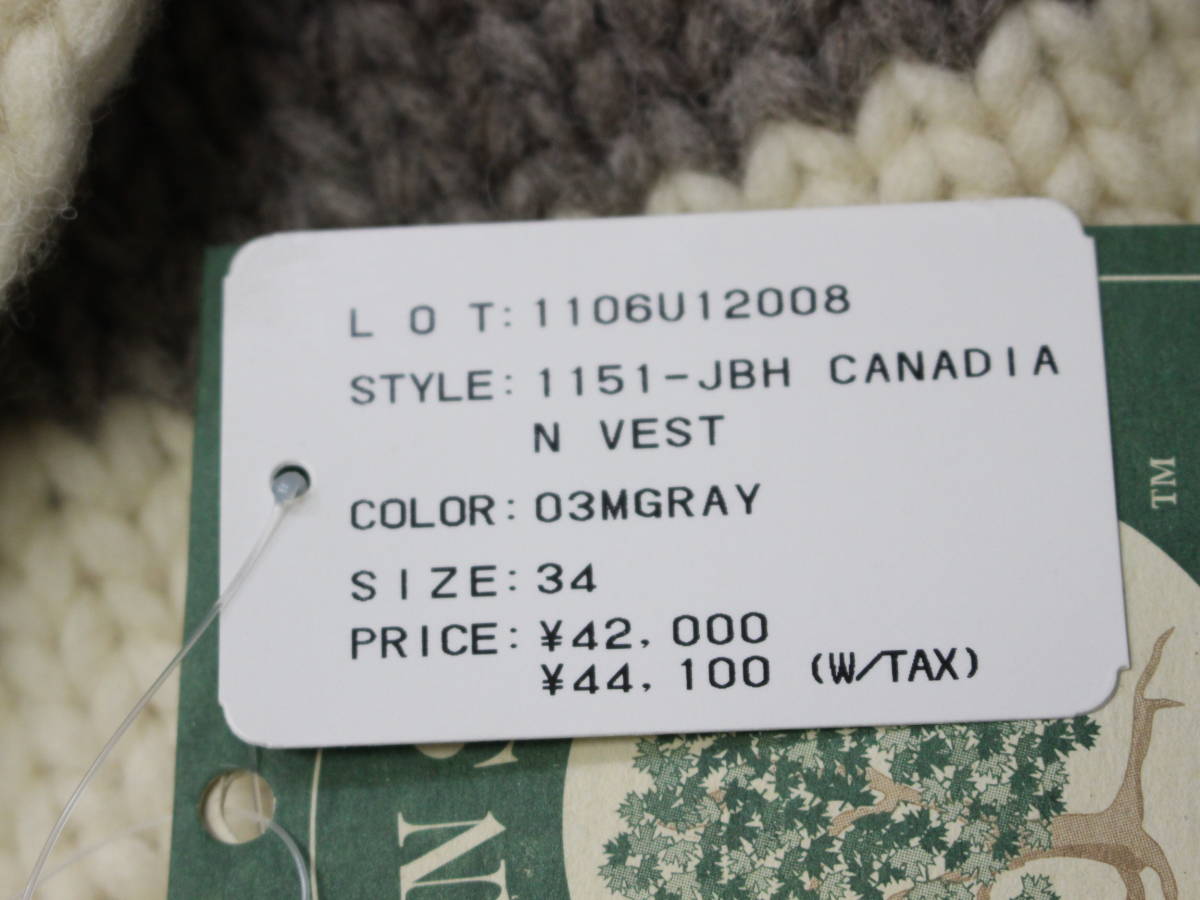 L O T: 1106U12008
STYLE: 1151-JBH CANADIA
N VEST
COLOR: 03MGRAY
SIZE: 34
PRICE: ¥42,000
¥44,100 (W/TAX)
TM